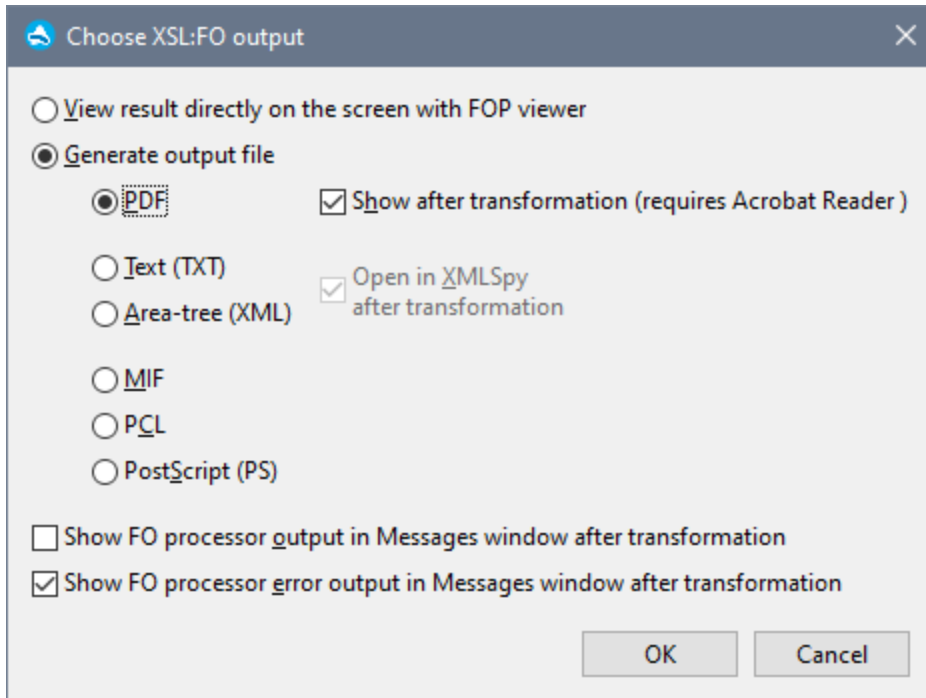 Choose XSL:FO output
View result directly on the screen with FOP viewer
Generate output file
PDF
Show after transformation (requires Acrobat Reader )
Text (TXT)
Open in XMLSpy
after transformation
Area-tree (XML)
MIF
PCL
PostScript (PS)
Show FO processor output in Messages window after transformation
Show FO processor error output in Messages window after transformation
OK
Cancel